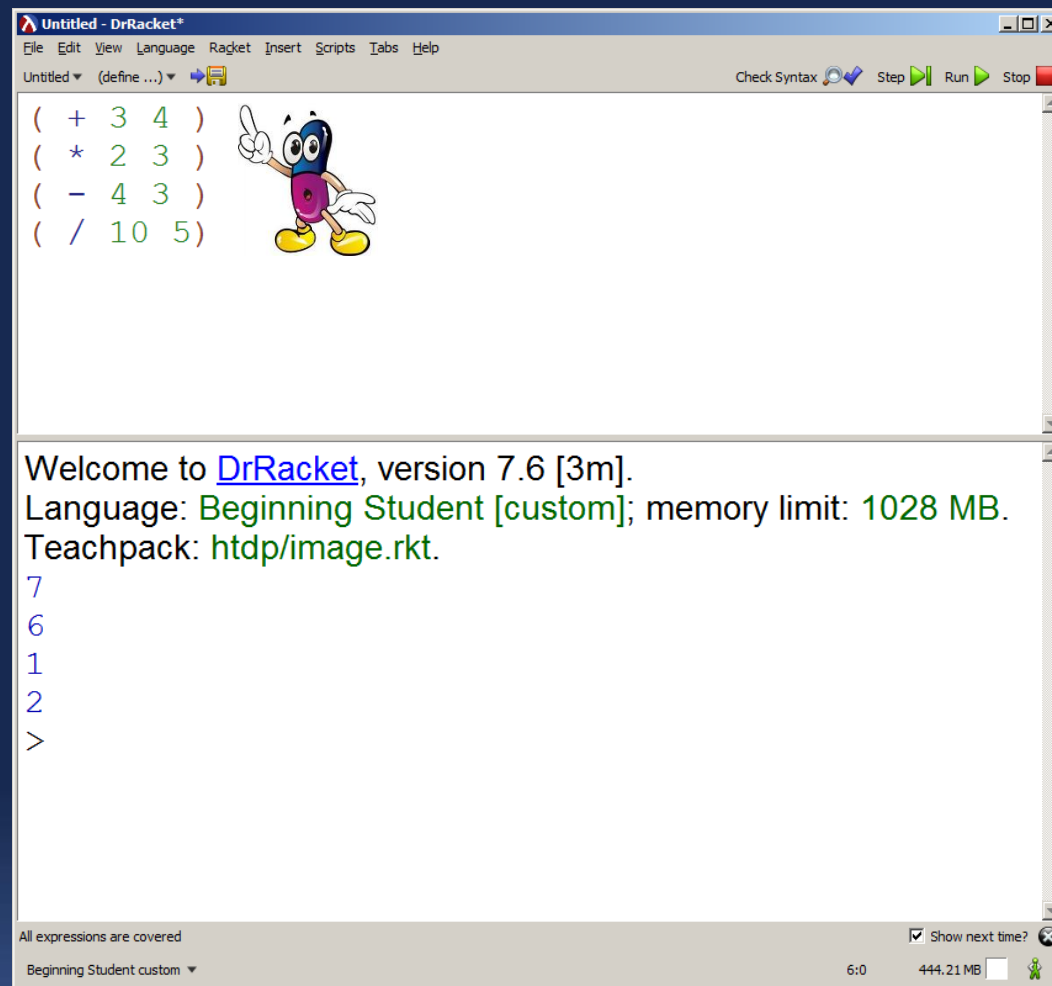 Untitled - DrRacket*
File Edit View Language Racket Insert Scripts Tabs Help
Untitled (define ...) Check Syntax Step Run Stop
( + 3 4 )
( * 2 3 )
( - 4 3 )
( / 10 5)
Welcome to DrRacket, version 7.6 [3m].
Language: Beginning Student [custom]; memory limit: 1028 MB.
Teachpack: htdp/image.rkt.
7
6
1
2
>
All expressions are covered Show next time?
Beginning Student custom 6:0 444.21 MB